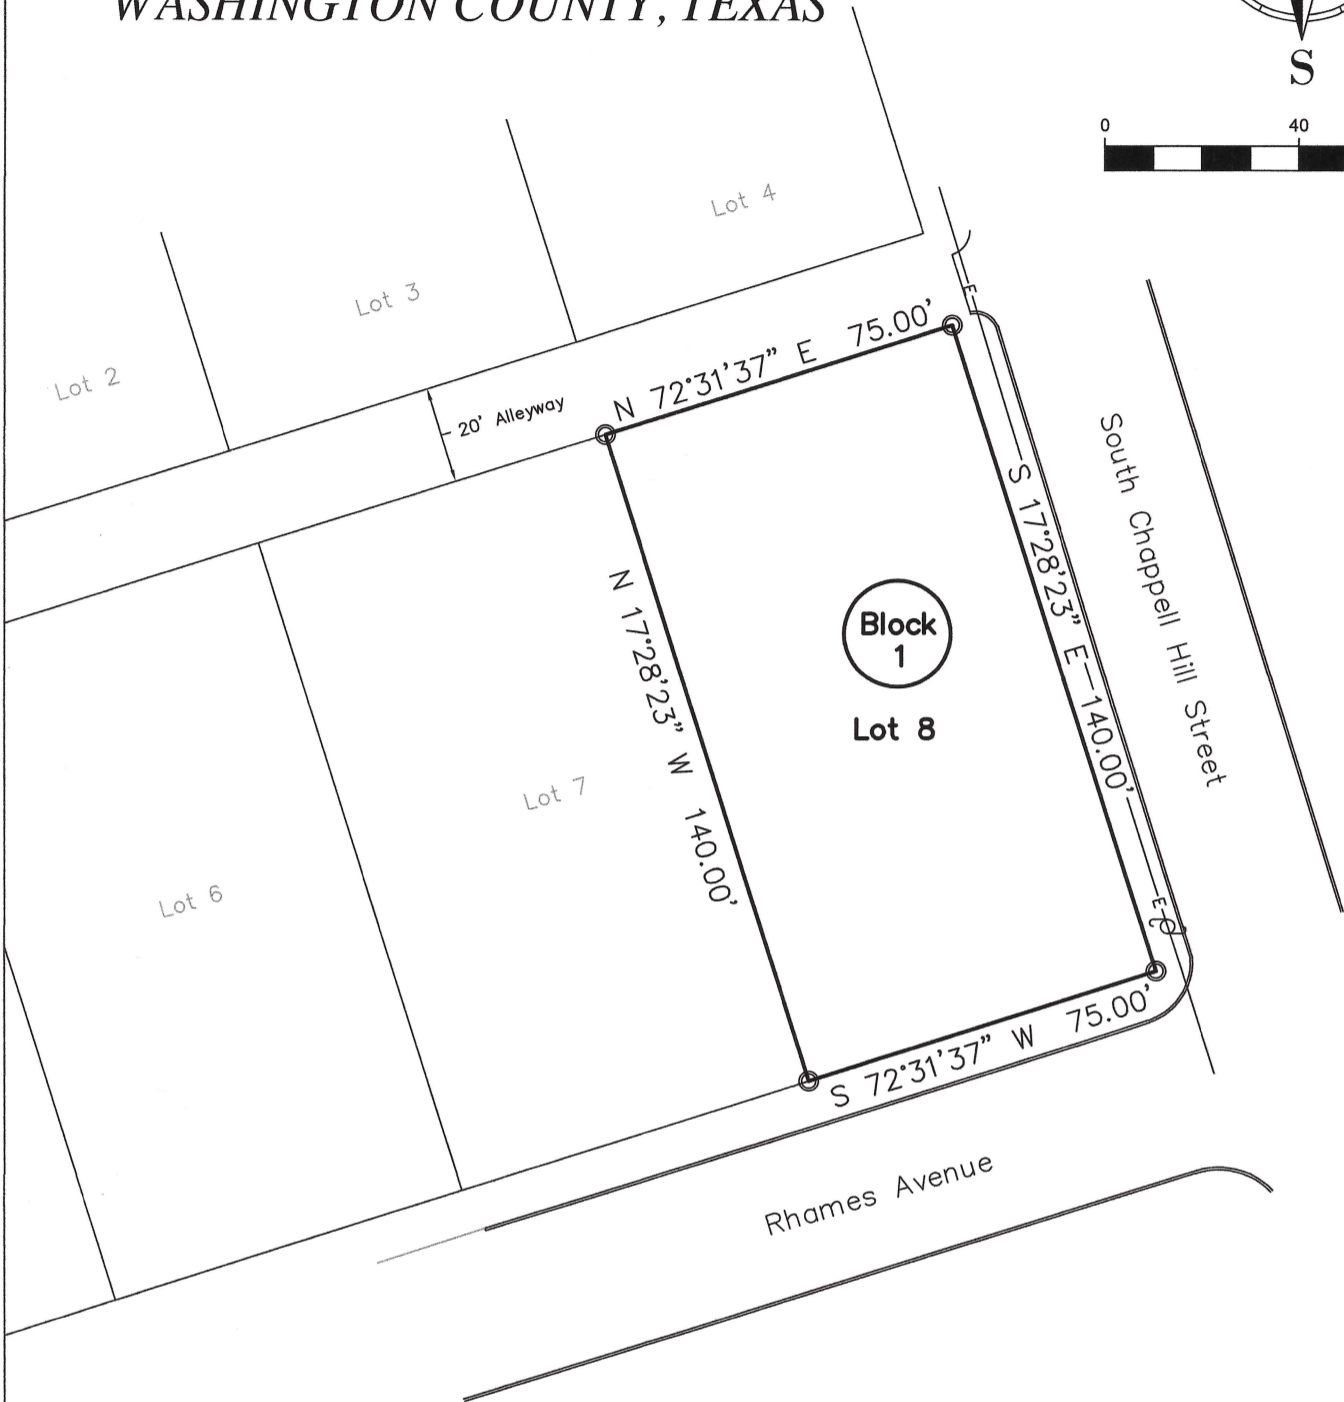 WASHINGTON COUNTY, TEXAS
S
0 40
Lot 4
Lot 3
Lot 2
20' Alleyway
N 72°31'37" E 75.00'
E
S 17°28'23" E 140.00'
South Chappell Hill Street
N 17°28'23" W 140.00'
Block
1
Lot 8
Lot 7
Lot 6
E
S 72°31'37" W 75.00'
Rhames Avenue